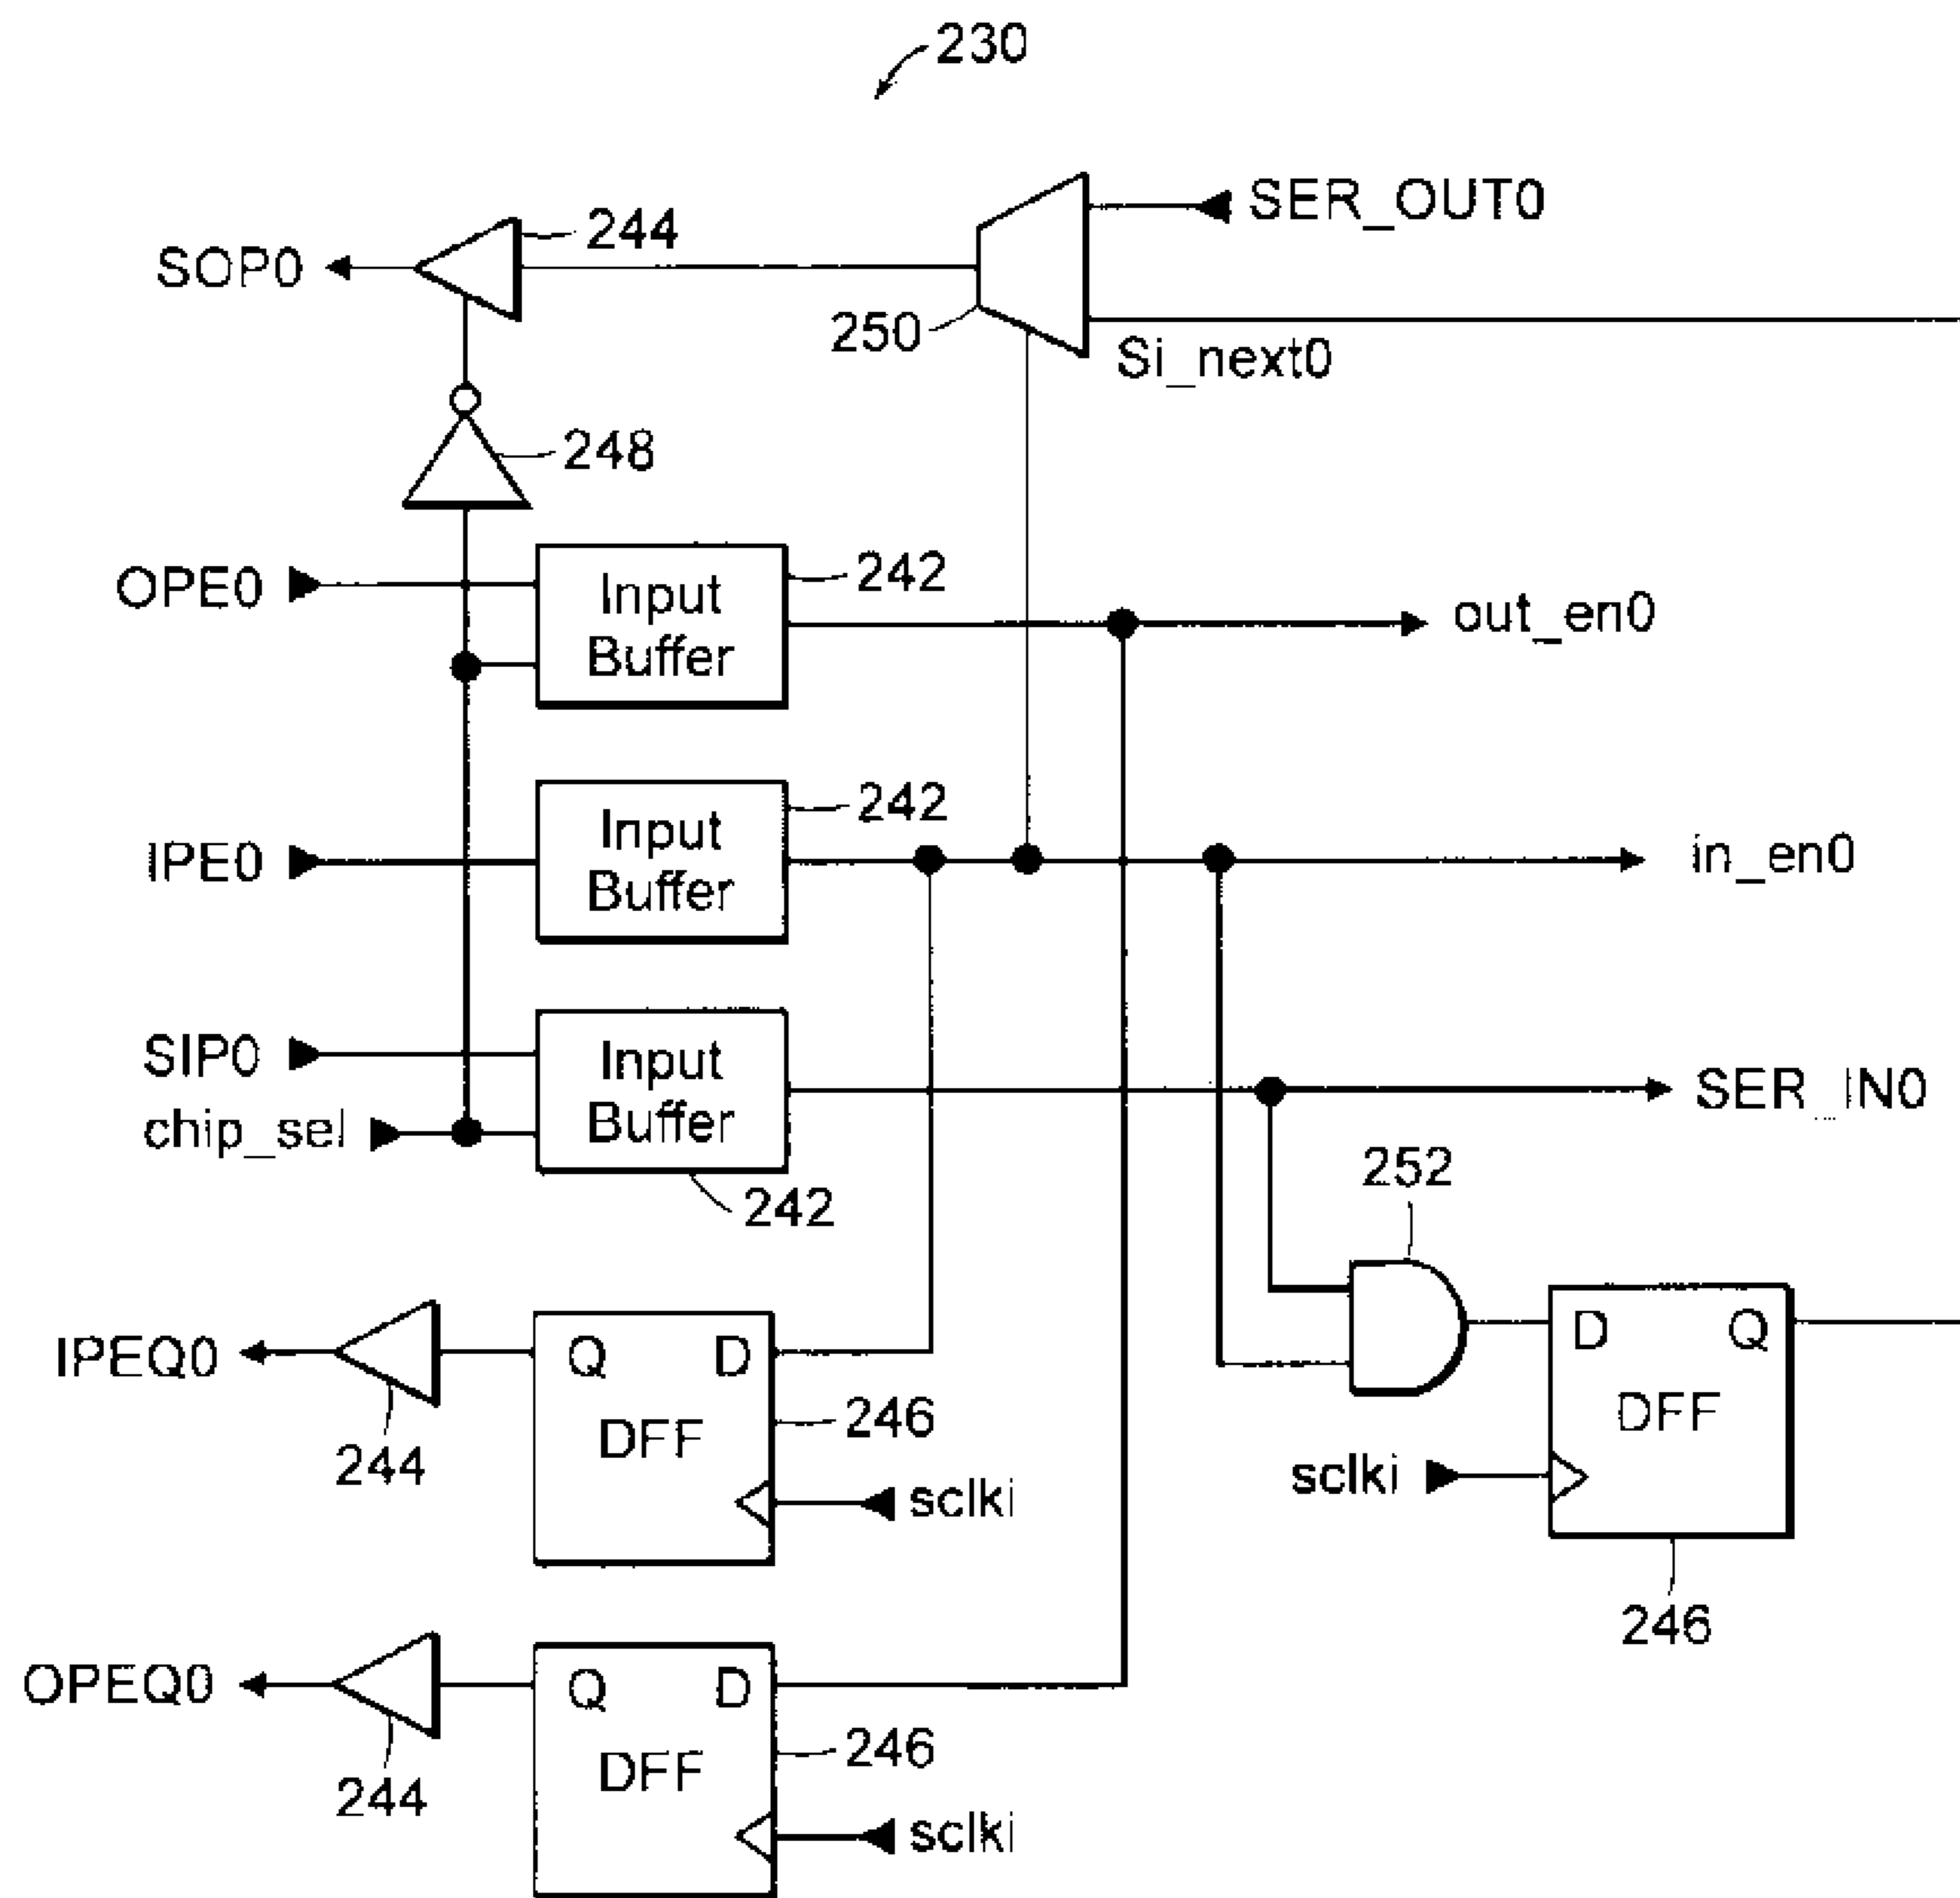 230
SER_OUT0
244
SOP0
250
Si_next0
248
OPE0
Input
Buffer
242
out_en0
IPE0
Input
Buffer
242
in_en0
SIP0
chip_sel
Input
Buffer
242
SER_IN0
252
IPEQ0
244
Q D
DFF
246
sclki
D Q
DFF
sclki
246
OPEQ0
244
Q D
DFF
246
sclki